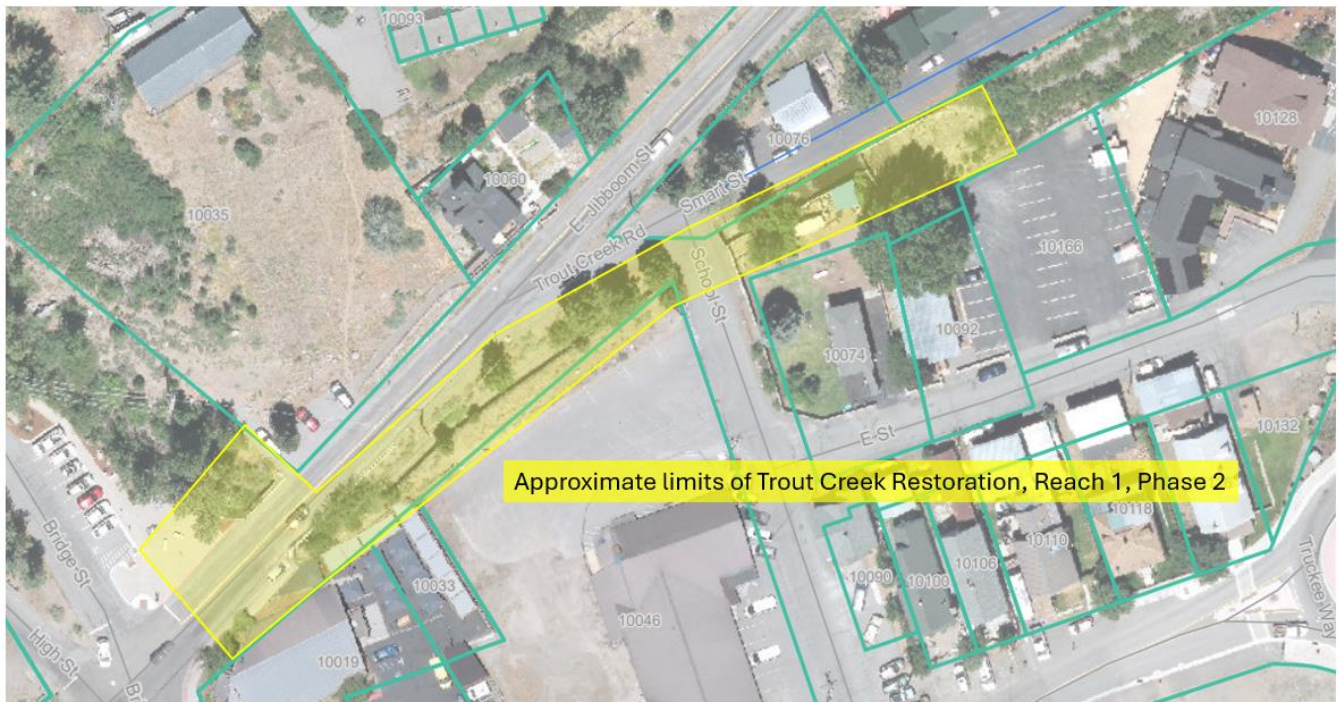 10093
10128
10076
10060
E Jibboom St
Smart St
10035
Trout Creek Rd
School St
10166
10092
10074
E St
10132
Approximate limits of Trout Creek Restoration, Reach 1, Phase 2
10118
10110
Bridge St
10106
10100
10090
10033
Truckee Way
10046
High St
10019